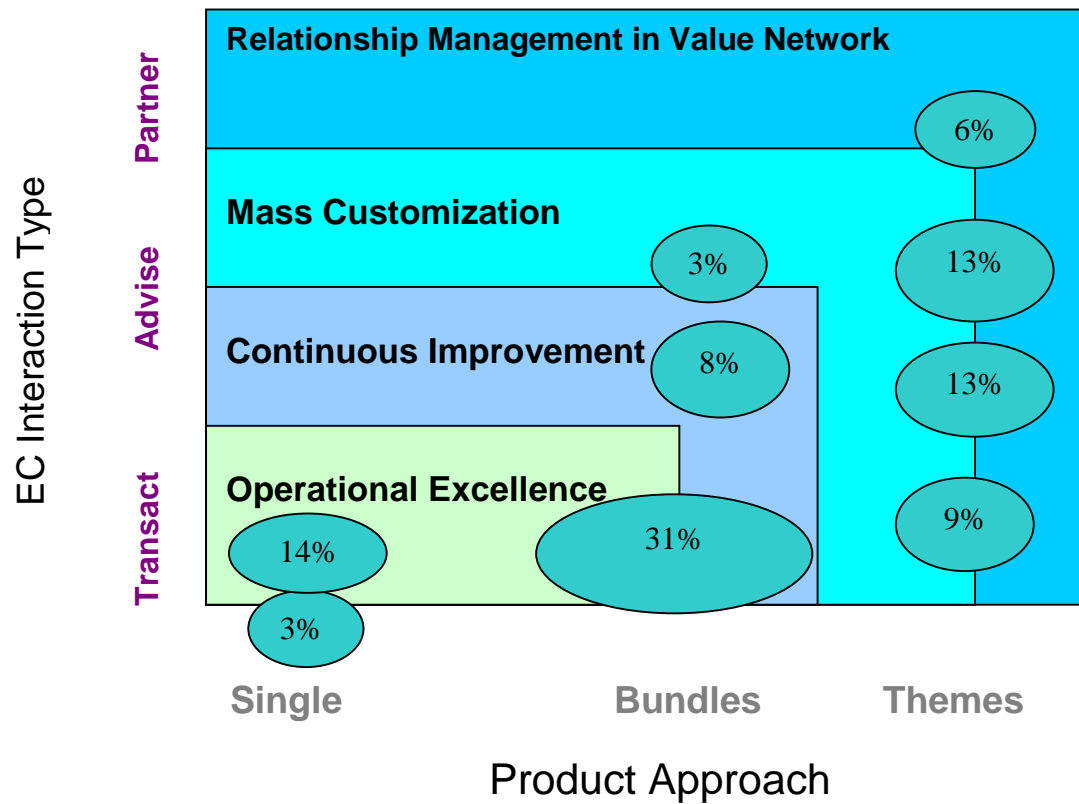 Relationship Management in Value Network
Partner
6%
Mass Customization
3%
13%
Advise
EC Interaction Type
Continuous Improvement
8%
13%
Operational Excellence
Transact
14%
31%
9%
3%
Single
Bundles
Themes
Product Approach